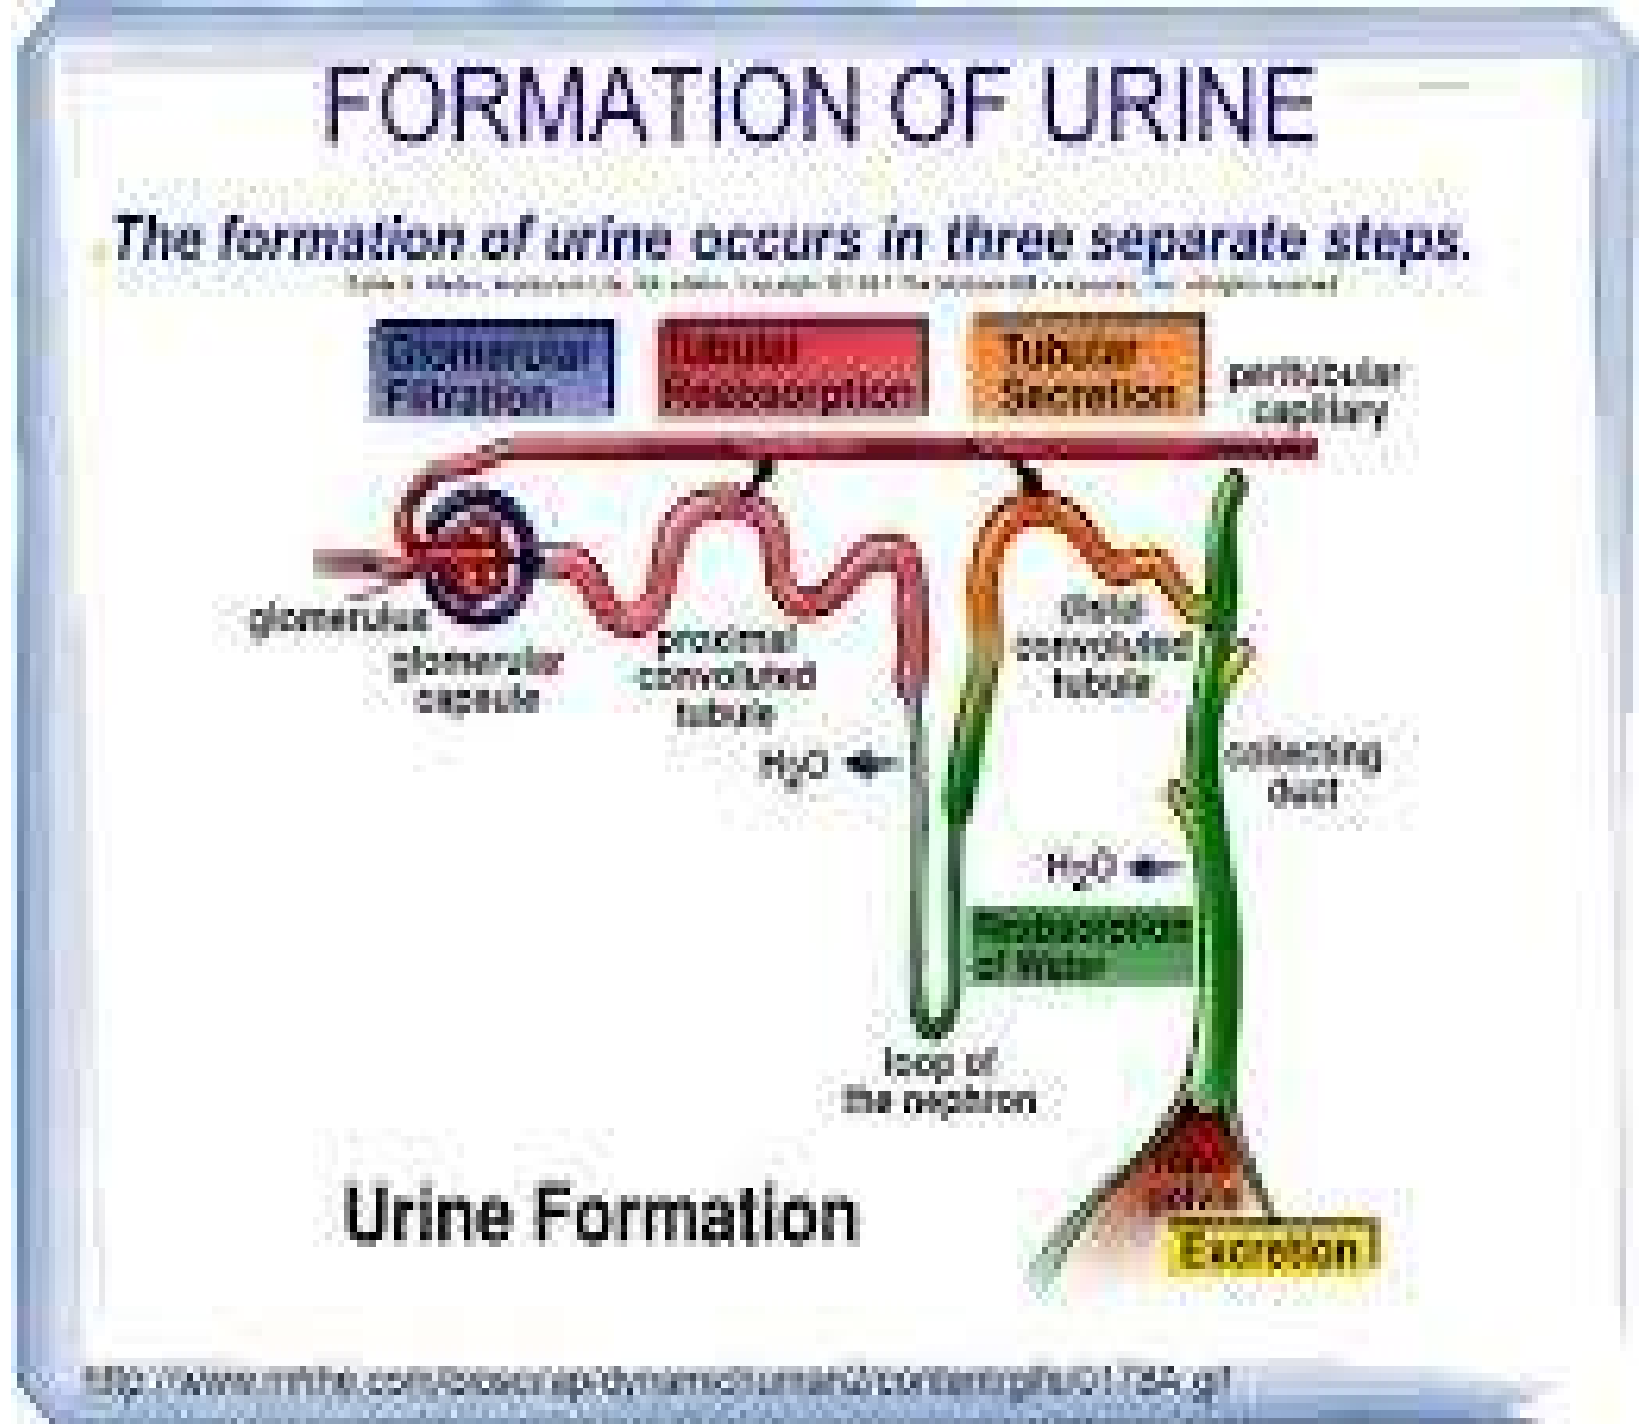 FORMATION OF URINE
The formation of urine occurs in three separate steps.
Glomerular
Filtration
Tubular
Reabsorption
Tubular
Secretion
peritubular
capillary
glomerulus
glomerular
capsule
proximal
convoluted
tubule
distal
convoluted
tubule
H₂O
collecting
duct
H₂O
Reabsorption
of Water
loop of
the nephron
Urine Formation
Excretion